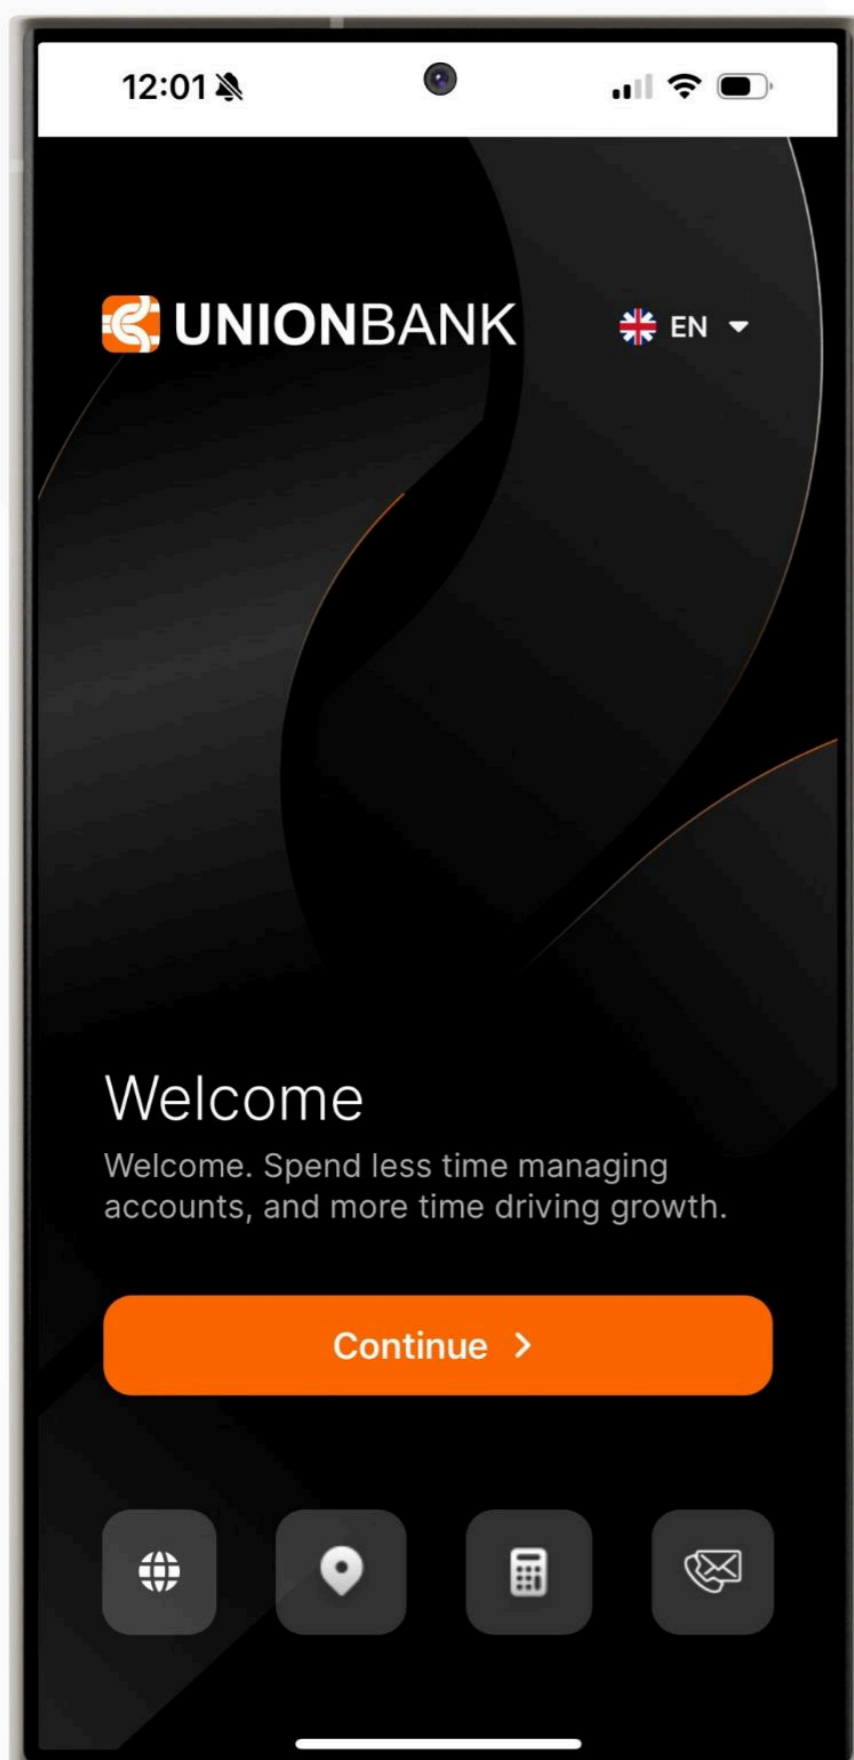 12:01
UNIONBANK
EN
Welcome
Welcome. Spend less time managing
accounts, and more time driving growth.
Continue